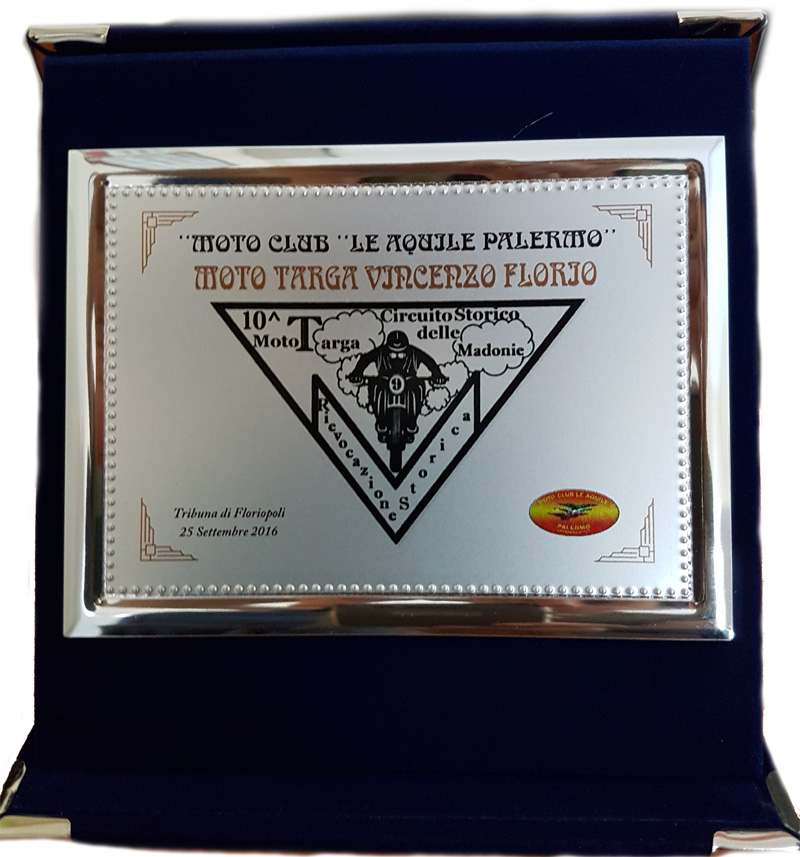 "MOTO CLUB "LE AQUILE PALERMO"
MOTO TARGA VINCENZO FLORIO
10^ Circuito Storico
Moto Targa delle
Madonie
9
Rievocazione Storica
Tribuna di Floriopoli
25 Settembre 2016
MOTO CLUB LE AQUILE
PALERMO